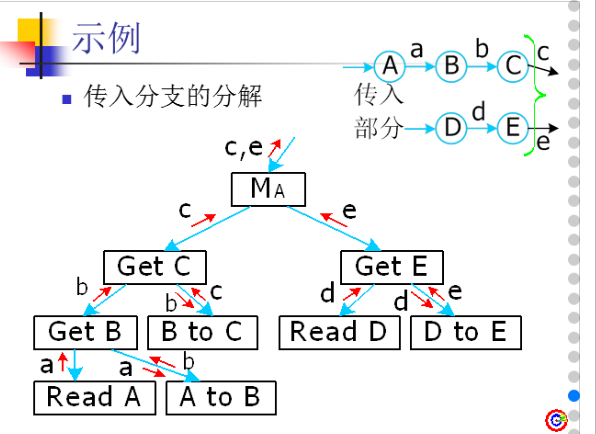 示例
a b c
A B C
传入分支的分解
传入
部分
d
D E
e
c,e
MA
c e
Get C Get E
b b c d d e
Get B B to C Read D D to E
a a b
Read A A to B